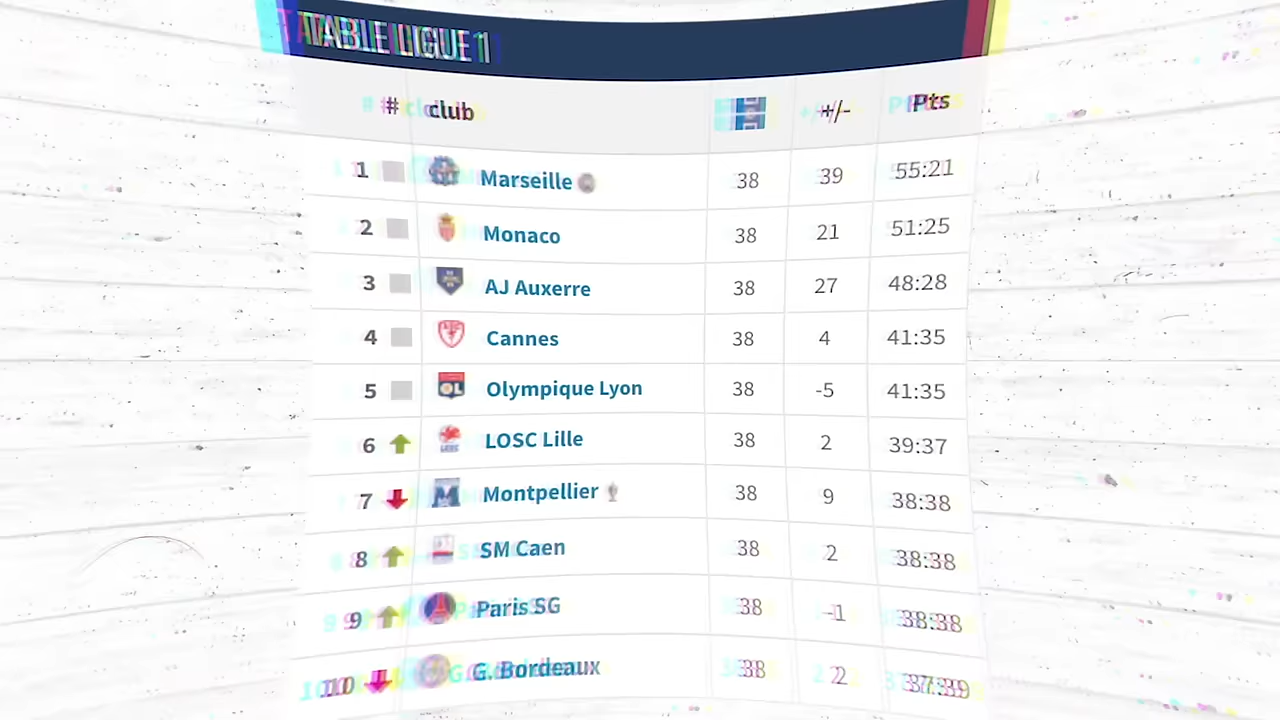 TABLE LIGUE 1
# club +/- Pts
1 Marseille 38 39 55:21
2 Monaco 38 21 51:25
3 AJ Auxerre 38 27 48:28
4 Cannes 38 4 41:35
5 Olympique Lyon 38 -5 41:35
6 LOSC Lille 38 2 39:37
7 Montpellier 38 9 38:38
8 SM Caen 38 2 38:38
9 Paris SG 38 -1 38:38
10 G. Bordeaux 38 2 37:39